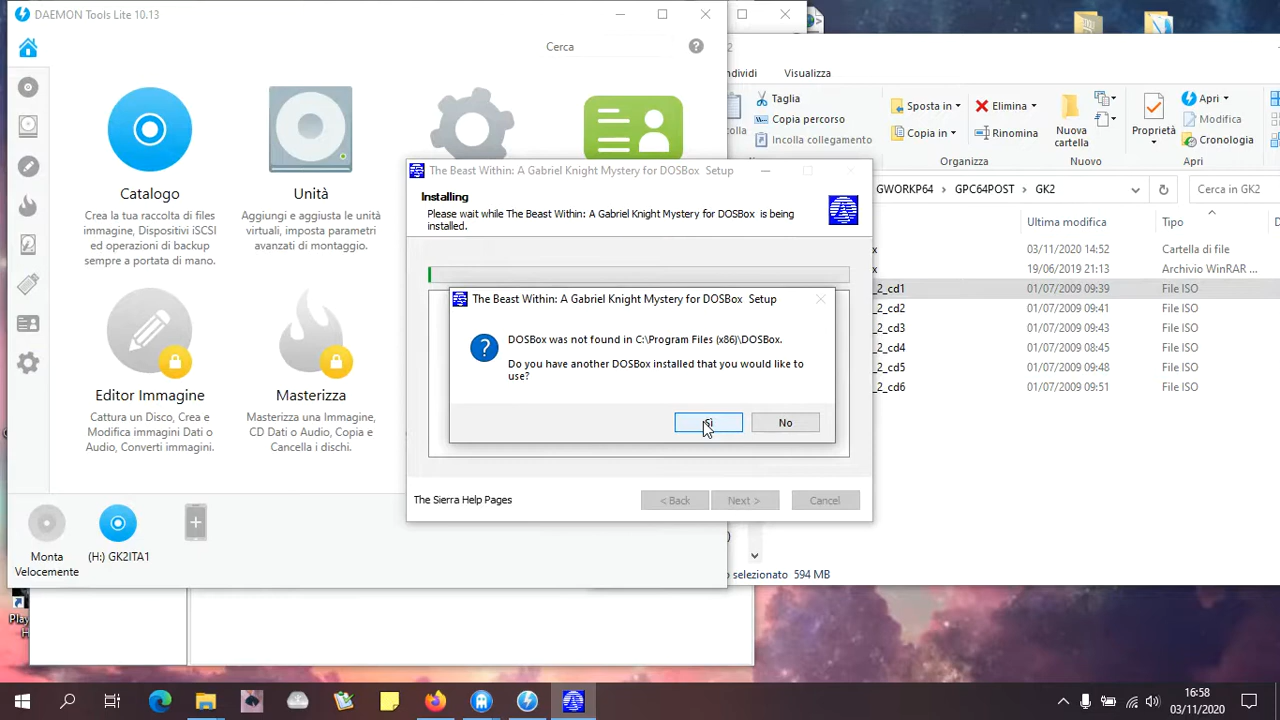 DAEMON Tools Lite 10.13
Cerca
Catalogo
Crea la tua raccolta di files
immagine, Dispositivi iSCSI
ed operazioni di backup
sempre a portata di mano.
Unità
Aggiungi e aggiusta le unità
virtuali, imposta parametri
avanzati di montaggio.
Editor Immagine
Cattura un Disco, Crea e
Modifica immagini Dati o
Audio, Converti immagini.
Masterizza
Masterizza una Immagine,
CD Dati o Audio, Copia e
Cancella i dischi.
Monta
Velocemente
(H:) GK2ITA1
The Beast Within: A Gabriel Knight Mystery for DOSBox Setup
Installing
Please wait while The Beast Within: A Gabriel Knight Mystery for DOSBox is being
installed.
The Beast Within: A Gabriel Knight Mystery for DOSBox Setup
DOSBox was not found in C:\Program Files (x86)\DOSBox.
Do you have another DOSBox installed that you would like to
use?
No
The Sierra Help Pages
< Back
Next >
Cancel
2
dividi
Visualizza
colla
Taglia
Copia percorso
Incolla collegamento
Sposta in
Copia in
Elimina
Rinomina
Organizza
Nuova
cartella
Nuovo
Proprietà
Apri
Modifica
Cronologia
Apri
GWORKP64 > GPC64POST > GK2
Cerca in GK2
Ultima modifica
Tipo
x 03/11/2020 14:52 Cartella di file
x 19/06/2019 21:13 Archivio WinRAR ...
_2_cd1 01/07/2009 09:39 File ISO
_2_cd2 01/07/2009 09:41 File ISO
_2_cd3 01/07/2009 09:43 File ISO
_2_cd4 01/07/2009 08:45 File ISO
_2_cd5 01/07/2009 09:48 File ISO
_2_cd6 01/07/2009 09:51 File ISO
o selezionato 594 MB
Play
H
16:58
03/11/2020